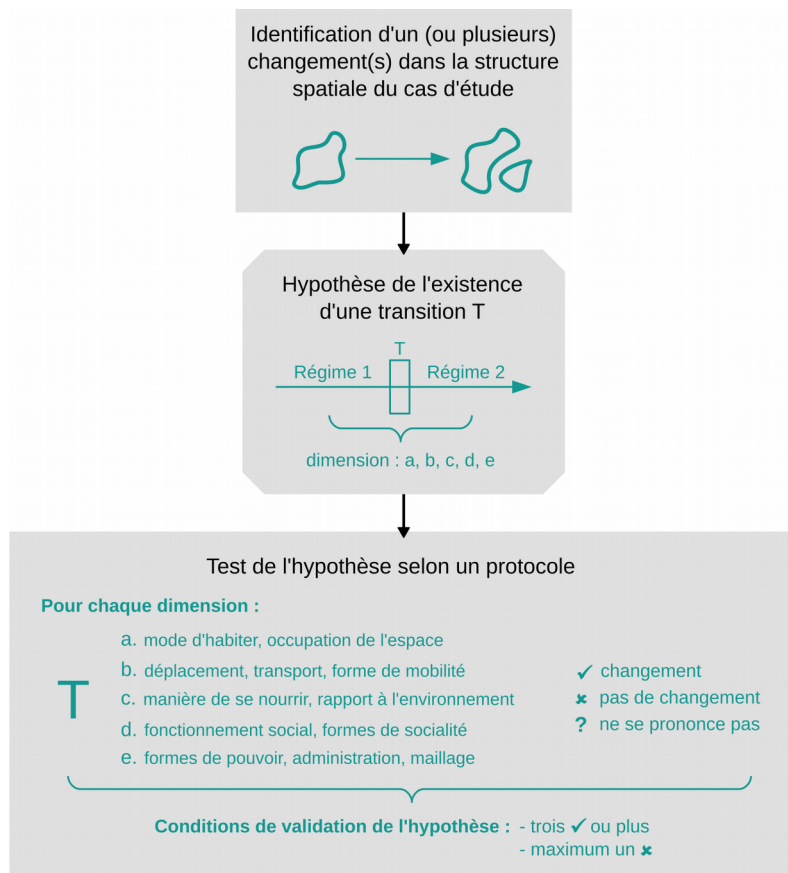 Identification d'un (ou plusieurs)
changement(s) dans la structure
spatiale du cas d'étude
Hypothèse de l'existence
d'une transition T
T
Régime 1
Régime 2
dimension : a, b, c, d, e
Test de l'hypothèse selon un protocole
Pour chaque dimension :
T
a. mode d'habiter, occupation de l'espace
b. déplacement, transport, forme de mobilité
c. manière de se nourrir, rapport à l'environnement
d. fonctionnement social, formes de socialité
e. formes de pouvoir, administration, maillage
✓ changement
✘ pas de changement
? ne se prononce pas
Conditions de validation de l'hypothèse : - trois ✓ ou plus
- maximum un ✘